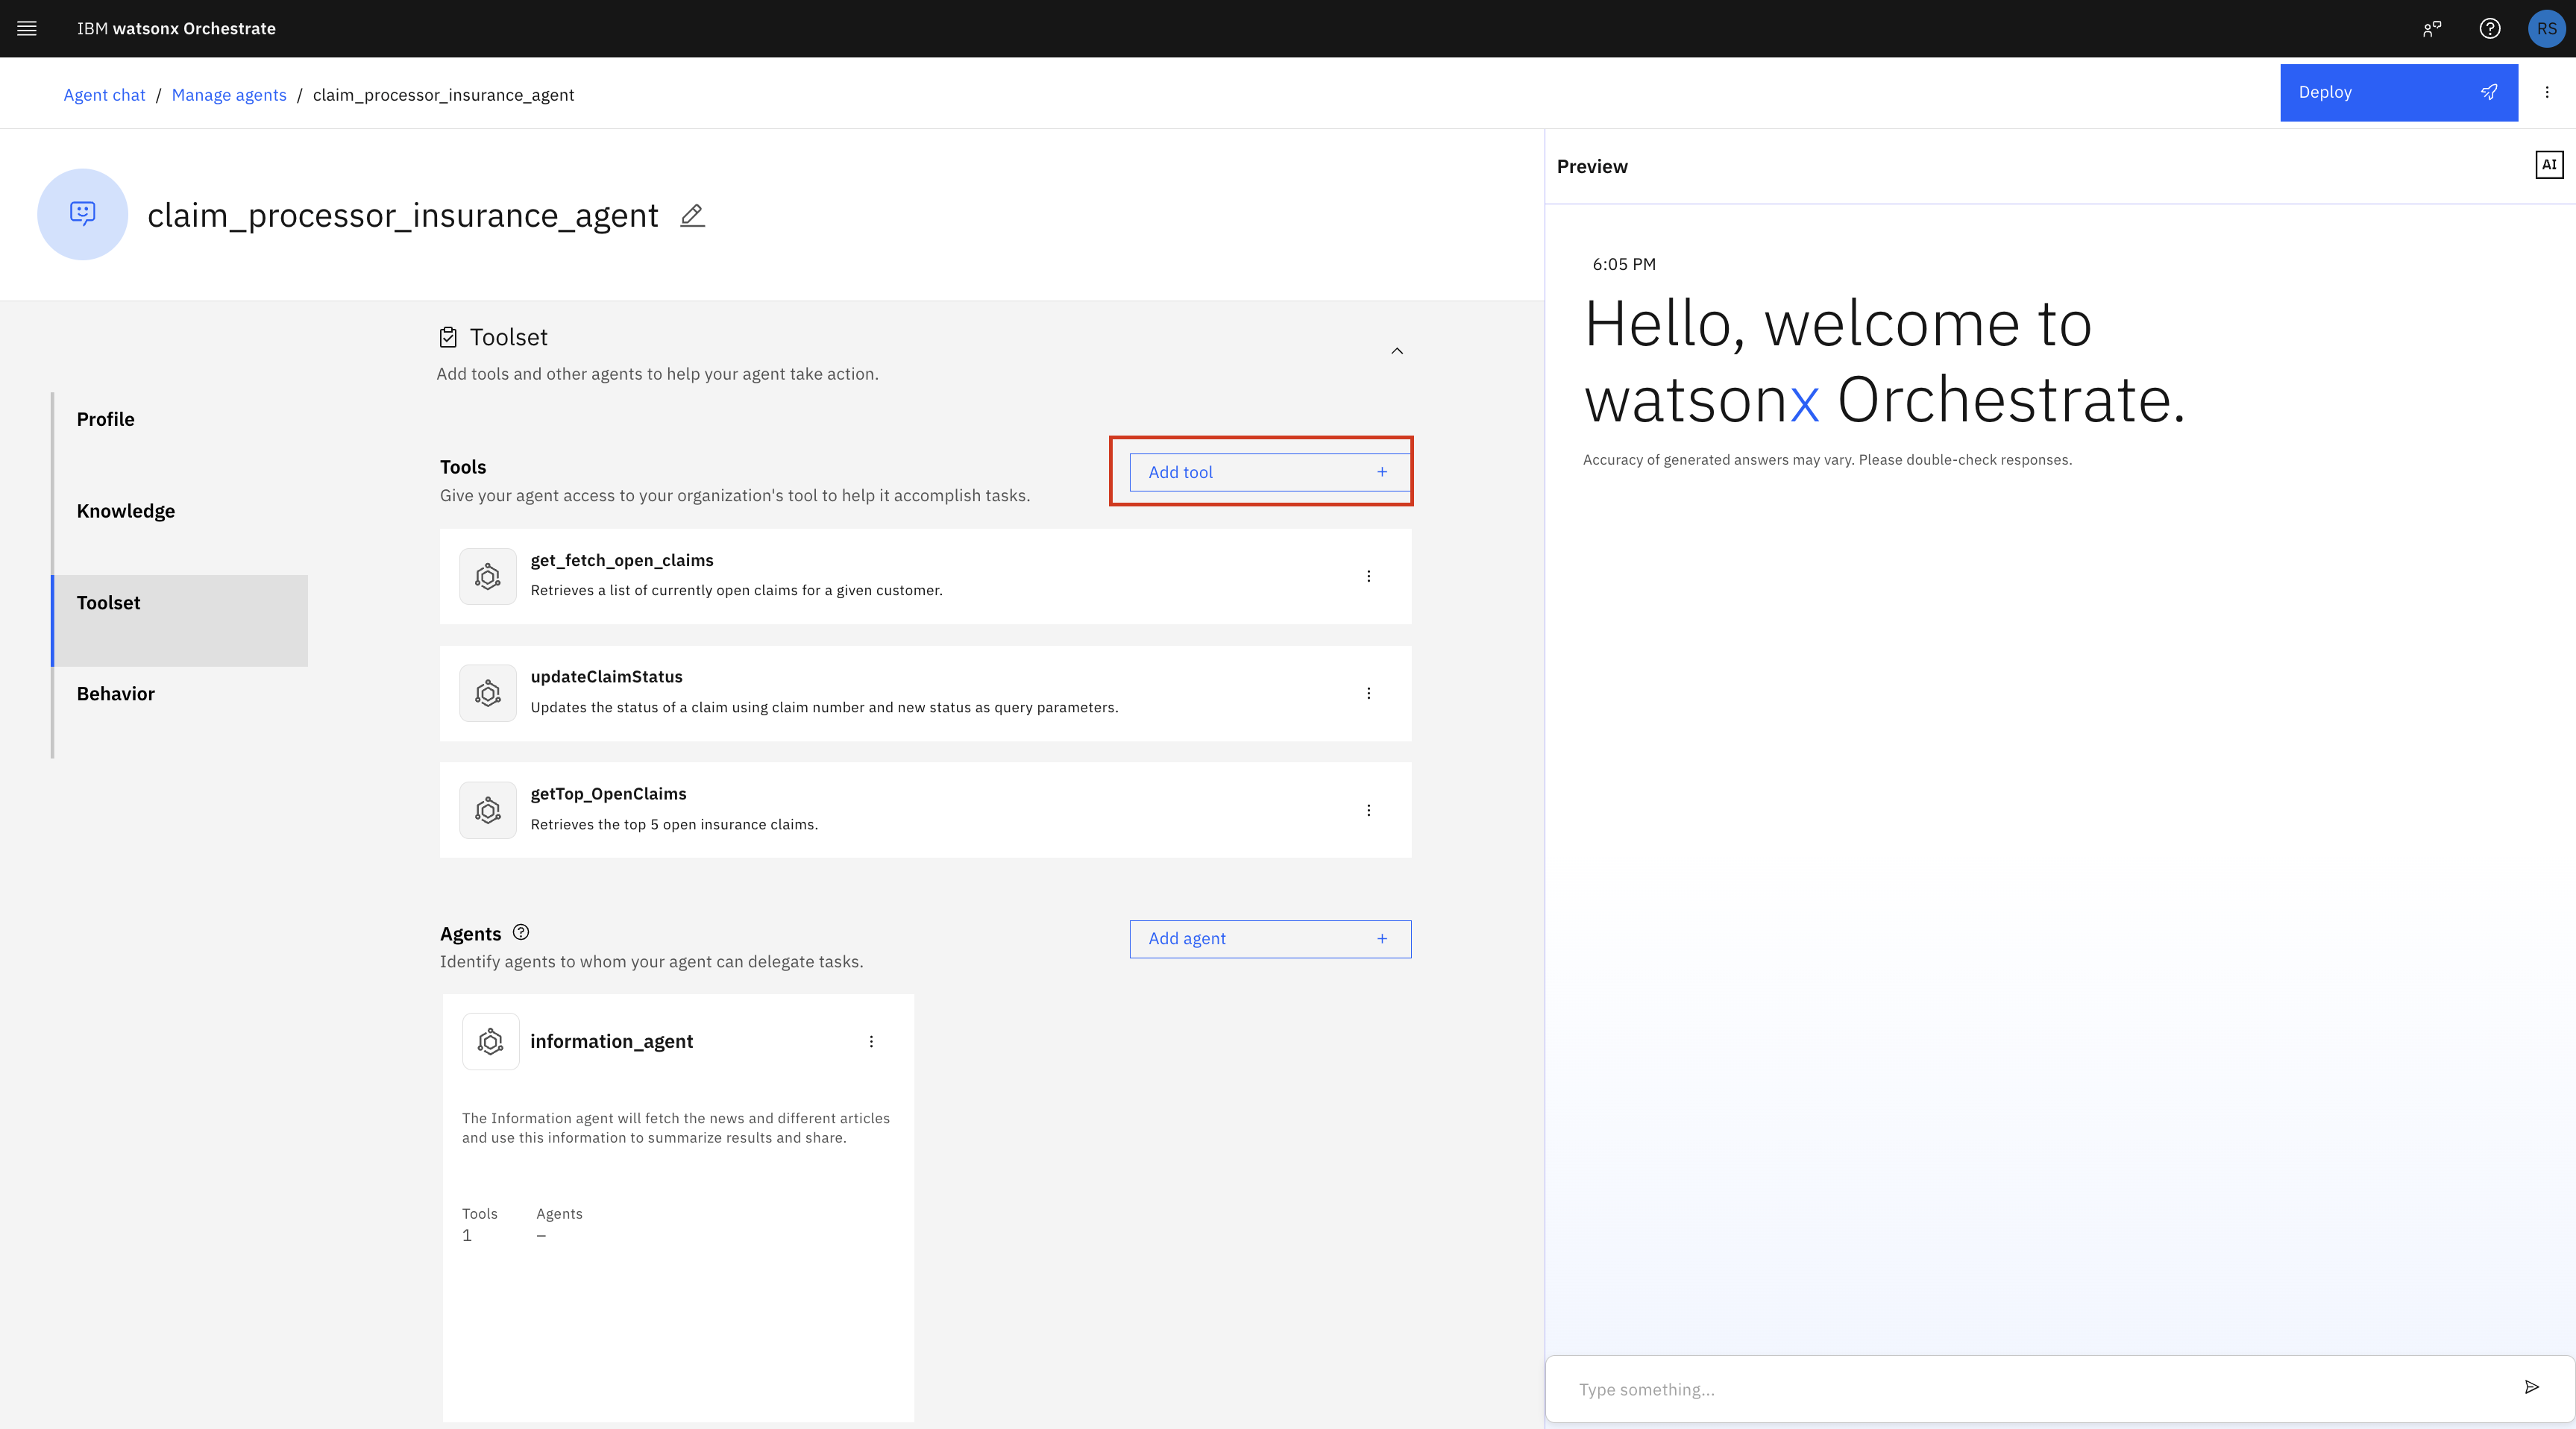 IBM watsonx Orchestrate
RS
Agent chat / Manage agents / claim_processor_insurance_agent
Deploy
claim_processor_insurance_agent
Profile
Knowledge
Toolset
Behavior
Toolset
Add tools and other agents to help your agent take action.
Tools
Add tool +
Give your agent access to your organization's tool to help it accomplish tasks.
get_fetch_open_claims
Retrieves a list of currently open claims for a given customer.
updateClaimStatus
Updates the status of a claim using claim number and new status as query parameters.
getTop_OpenClaims
Retrieves the top 5 open insurance claims.
Agents
Add agent +
Identify agents to whom your agent can delegate tasks.
information_agent
The Information agent will fetch the news and different articles
and use this information to summarize results and share.
Tools Agents
1 –
Preview
AI
6:05 PM
Hello, welcome to
watsonx Orchestrate.
Accuracy of generated answers may vary. Please double-check responses.
Type something...